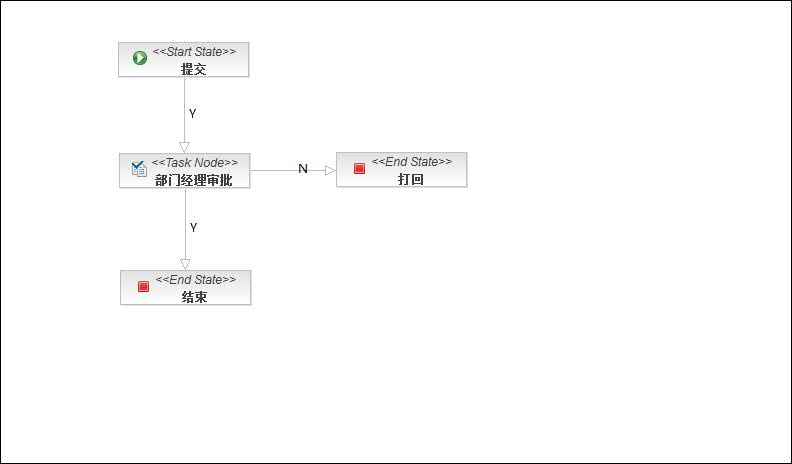 <<Start State>>
提交
Y
<<Task Node>>
部门经理审批
N
<<End State>>
打回
Y
<<End State>>
结束